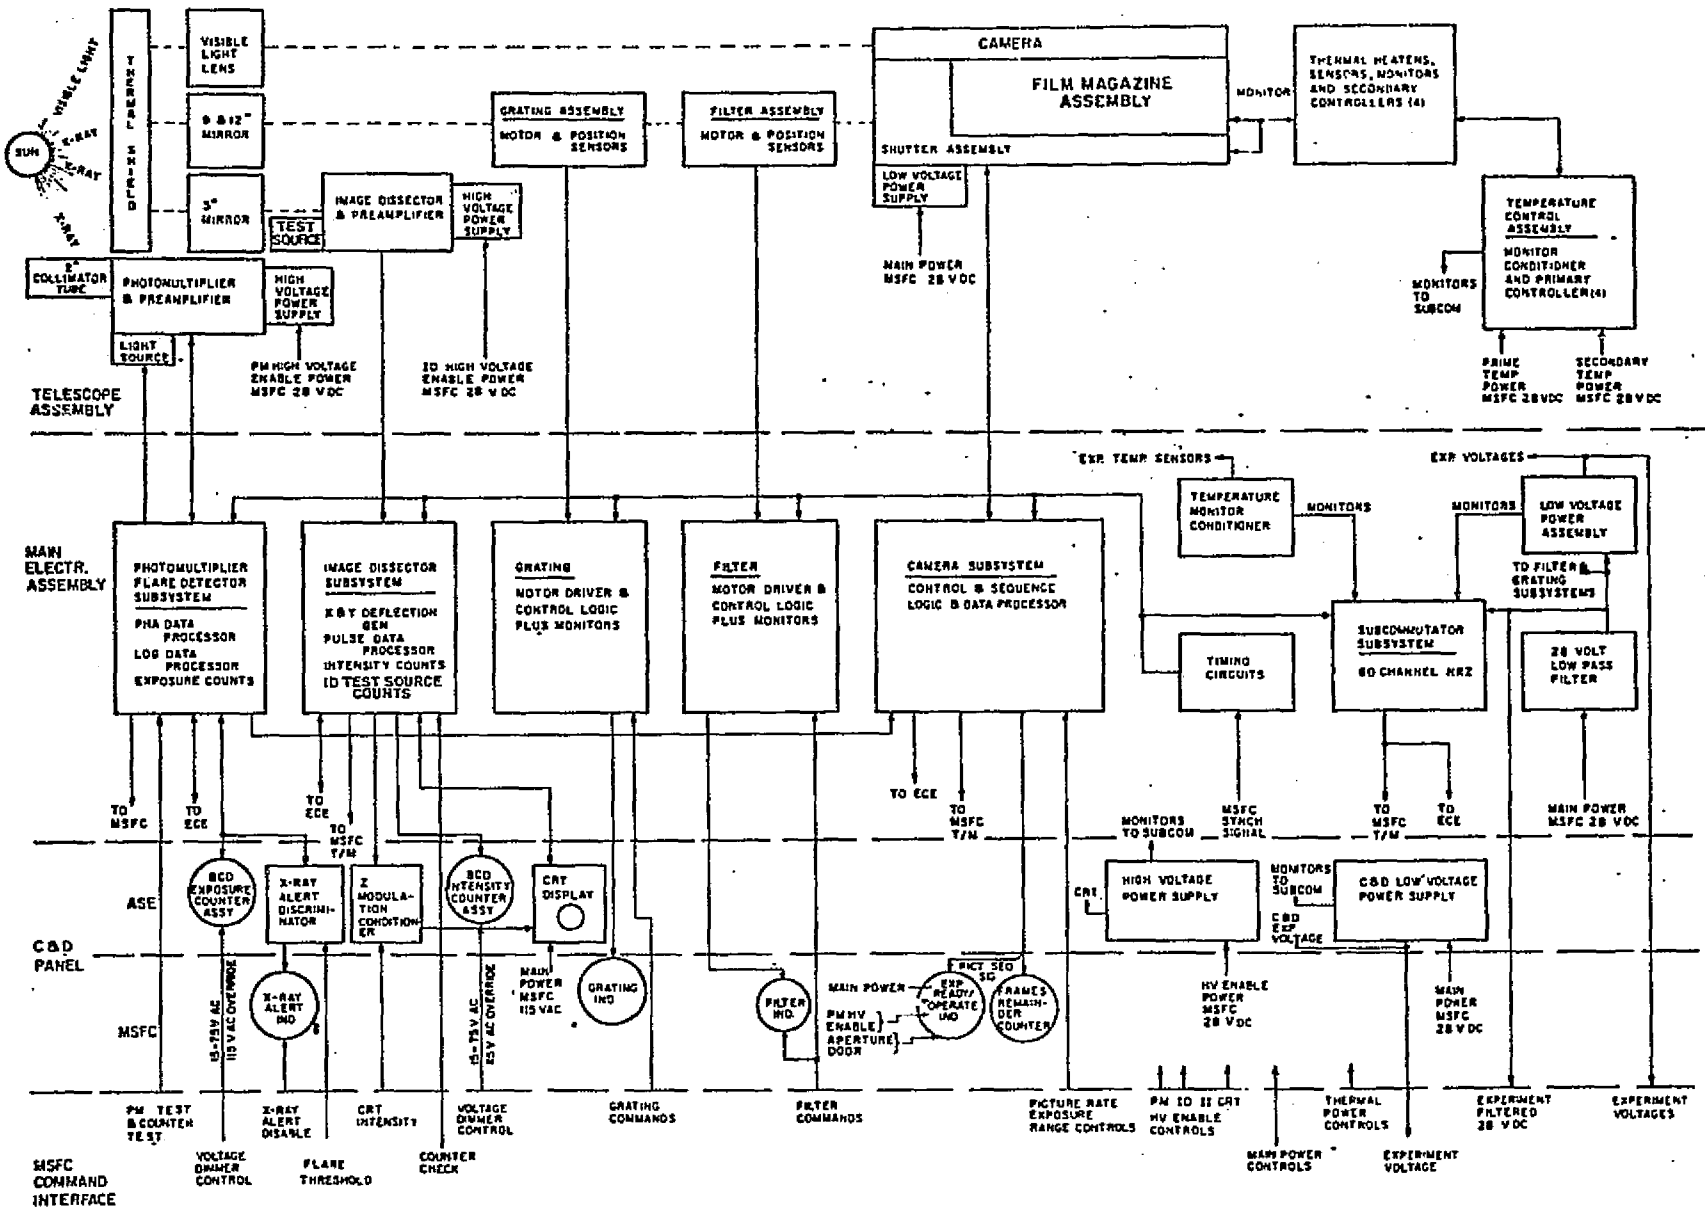 SUN
VISIBLE LIGHT
X-RAY
X-RAY
X-RAY
THERMAL SHIELD
VISIBLE
LIGHT
LENS
9 & 12"
MIRROR
3"
MIRROR
TEST
SOURCE
IMAGE DISSECTOR
& PREAMPLIFIER
HIGH
VOLTAGE
POWER
SUPPLY
GRATING ASSEMBLY
MOTOR & POSITION
SENSORS
FILTER ASSEMBLY
MOTOR & POSITION
SENSORS
CAMERA
FILM MAGAZINE
ASSEMBLY
SHUTTER ASSEMBLY
LOW VOLTAGE
POWER
SUPPLY
MAIN POWER
MSFC 28 VDC
MONITOR
THERMAL HEATERS,
SENSORS, MONITORS
AND SECONDARY
CONTROLLERS (4)
TEMPERATURE
CONTROL
ASSEMBLY
MONITOR
CONDITIONER
AND PRIMARY
CONTROLLER(4)
MONITORS
TO
SUBCOM
PRIME
TEMP
POWER
MSFC 28VDC
SECONDARY
TEMP
POWER
MSFC 28 VDC
2"
COLLIMATOR
TUBE
PHOTOMULTIPLIER
& PREAMPLIFIER
HIGH
VOLTAGE
POWER
SUPPLY
LIGHT
SOURCE
PM HIGH VOLTAGE
ENABLE POWER
MSFC 28 VDC
ID HIGH VOLTAGE
ENABLE POWER
MSFC 28 VDC
TELESCOPE
ASSEMBLY
MAIN
ELECTR.
ASSEMBLY
PHOTOMULTIPLIER
FLARE DETECTOR
SUBSYSTEM
PHA DATA
PROCESSOR
LOG DATA
PROCESSOR
EXPOSURE COUNTS
IMAGE DISSECTOR
SUBSYSTEM
X & Y DEFLECTION
GEN
PULSE DATA
PROCESSOR
INTENSITY COUNTS
ID TEST SOURCE
COUNTS
GRATING
MOTOR DRIVER &
CONTROL LOGIC
PLUS MONITORS
FILTER
MOTOR DRIVER &
CONTROL LOGIC
PLUS MONITORS
CAMERA SUBSYSTEM
CONTROL & SEQUENCE
LOGIC & DATA PROCESSOR
EXP. TEMP. SENSORS
TEMPERATURE
MONITOR
CONDITIONER
MONITORS
EXP. VOLTAGES
MONITORS
LOW VOLTAGE
POWER
ASSEMBLY
TO FILTER &
GRATING
SUBSYSTEMS
TIMING
CIRCUITS
SUBCOMMUTATOR
SUBSYSTEM
60 CHANNEL NRZ
28 VOLT
LOW PASS
FILTER
TO
MSFC
TO
ECE
TO
ECE
TO
MSFC
T/M
TO ECE
TO
MSFC
T/M
MSFC
SYNCH
SIGNAL
TO
MSFC
T/M
TO
ECE
MAIN POWER
MSFC 28 VDC
ASE
C&D
PANEL
MSFC
BCD
EXPOSURE
COUNTER
ASSY
X-RAY
ALERT
DISCRIMI-
NATOR
Z
MODULA-
TION
CONDITION-
ER
BCD
INTENSITY
COUNTER
ASSY
CRT
DISPLAY
MONITORS
TO SUBCOM
CRT
HIGH VOLTAGE
POWER SUPPLY
MONITORS
TO
SUBCOM
C&D
EXP
VOLTAGE
C&D LOW VOLTAGE
POWER SUPPLY
15-75V AC
115 V AC OVERRIDE
X-RAY
ALERT
IND
15-75 V AC
MAIN
POWER
MSFC
115 VAC
GRATING
IND
FILTER
IND.
PICT SEQ
MAIN POWER
PM HV
ENABLE
APERTURE
DOOR
EXP
READY/
OPERATE
IND
FRAMES
REMAIN-
DER
COUNTER
HV ENABLE
POWER
MSFC
28 VDC
MAIN
POWER
MSFC
28 VDC
PM TEST
& COUNTER
TEST
VOLTAGE
DIMMER
CONTROL
X-RAY
ALERT
DISABLE
FLARE
THRESHOLD
CRT
INTENSITY
COUNTER
CHECK
VOLTAGE
DIMMER
CONTROL
GRATING
COMMANDS
FILTER
COMMANDS
PICTURE RATE
EXPOSURE
RANGE CONTROLS
PM ID II CRT
HV ENABLE
CONTROLS
MAIN POWER
CONTROLS
THERMAL
POWER
CONTROLS
EXPERIMENT
VOLTAGE
EXPERIMENT
FILTERED
28 VDC
EXPERIMENT
VOLTAGES
MSFC
COMMAND
INTERFACE